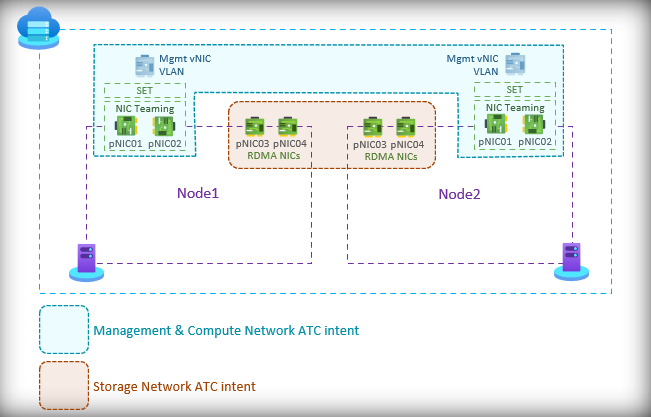 Mgmt vNIC
VLAN
SET
NIC Teaming
pNIC01 pNIC02
pNIC03 pNIC04
RDMA NICs
Node1
Mgmt vNIC
VLAN
SET
NIC Teaming
pNIC01 pNIC02
pNIC03 pNIC04
RDMA NICs
Node2
Management & Compute Network ATC intent
Storage Network ATC intent